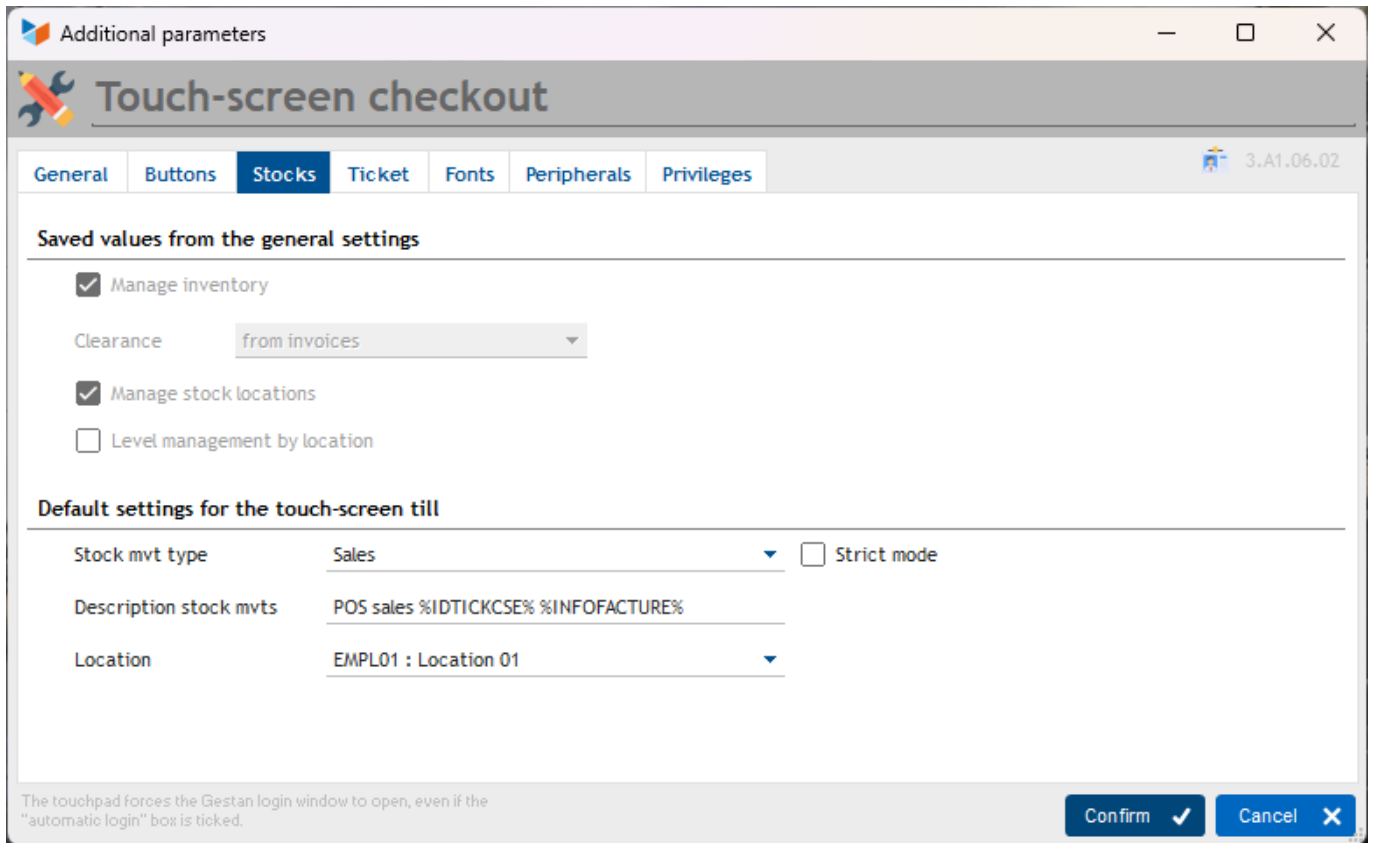 Additional parameters
Touch-screen checkout
General Buttons Stocks Ticket Fonts Peripherals Privileges
3.A1.06.02
Saved values from the general settings
Manage inventory
Clearance from invoices
Manage stock locations
Level management by location
Default settings for the touch-screen till
Stock mvt type Sales Strict mode
Description stock mvts POS sales %IDTICKCSE% %INFOFACTURE%
Location EMPL01 : Location 01
The touchpad forces the Gestan login window to open, even if the
"automatic login" box is ticked.
Confirm Cancel